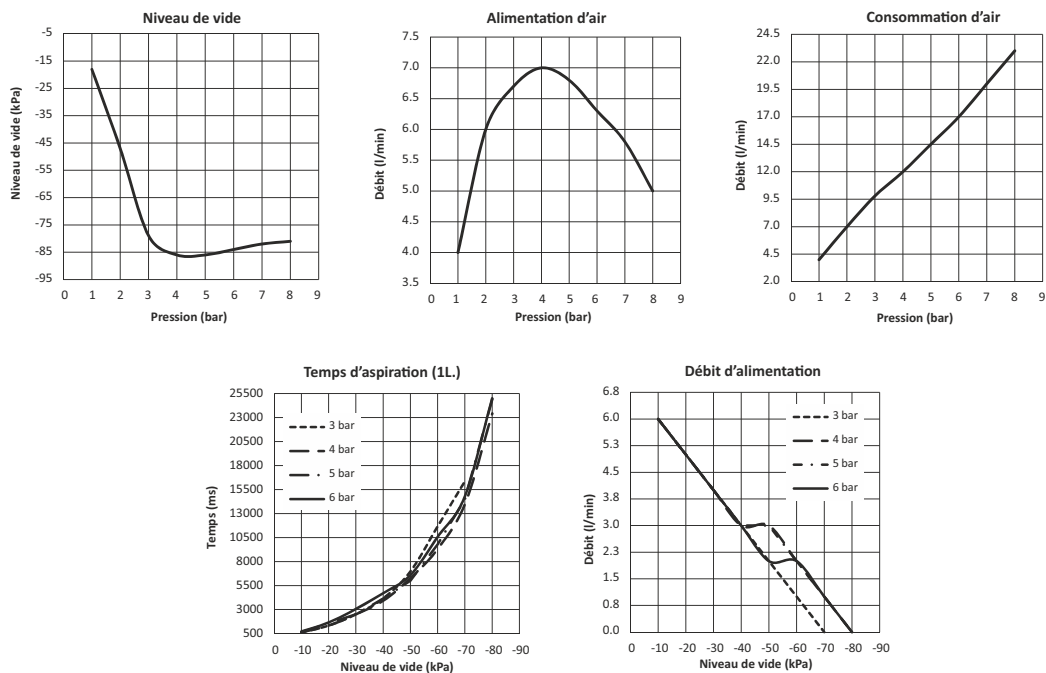 Niveau de vide
Niveau de vide (kPa)
-5
-15
-25
-35
-45
-55
-65
-75
-85
-95
0 1 2 3 4 5 6 7 8 9
Pression (bar)
Alimentation d'air
Débit (l/min)
7.5
7.0
6.5
6.0
5.5
5.0
4.5
4.0
3.5
0 1 2 3 4 5 6 7 8 9
Pression (bar)
Consommation d'air
Débit (l/min)
24.5
22.0
19.5
17.0
14.5
12.0
9.5
7.0
4.5
2.0
0 1 2 3 4 5 6 7 8 9
Pression (bar)
Temps d'aspiration (1L.)
Temps (ms)
25500
23000
20500
18000
15500
13000
10500
8000
5500
3000
500
3 bar
4 bar
5 bar
6 bar
0 -10 -20 -30 -40 -50 -60 -70 -80 -90
Niveau de vide (kPa)
Débit d'alimentation
Débit (l/min)
6.8
6.0
5.3
4.5
3.8
3.0
2.3
1.5
0.8
0.0
3 bar
4 bar
5 bar
6 bar
0 -10 -20 -30 -40 -50 -60 -70 -80 -90
Niveau de vide (kPa)